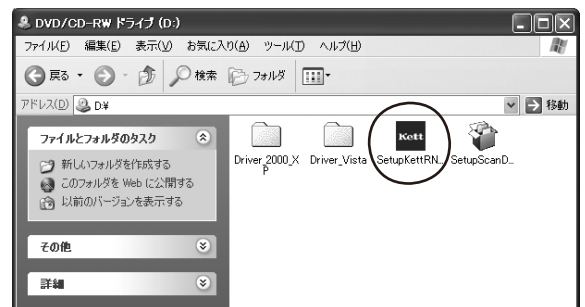 DVD/CD-RW ドライブ (D:)
ファイル(F) 編集(E) 表示(V) お気に入り(A) ツール(T) ヘルプ(H)
戻る 検索 フォルダ
アドレス(D) D:¥ 移動
ファイルとフォルダのタスク
新しいフォルダを作成する
このフォルダを Web に公開する
以前のバージョンを表示する
その他
詳細
Kett
Driver_2000_X
P
Driver_Vista
SetupKettRN...
SetupScanD...